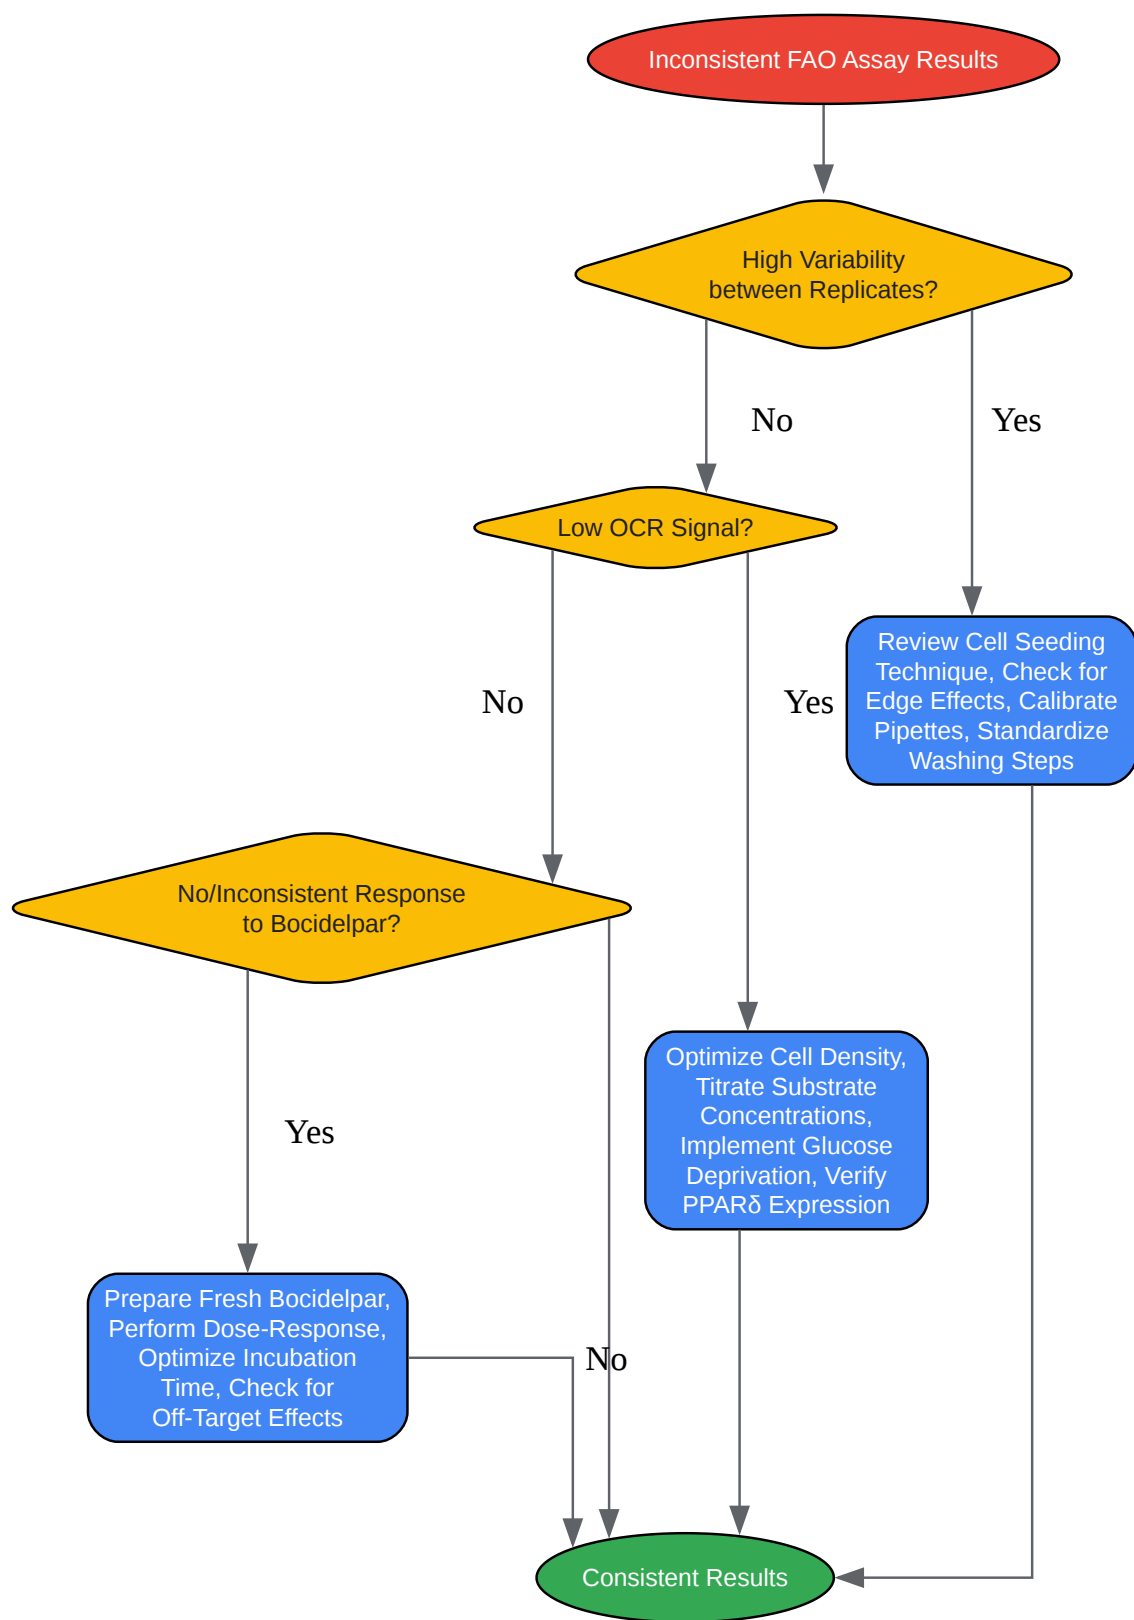 Inconsistent FAO Assay Results
High Variability
between Replicates?
No
Yes
Low OCR Signal?
Review Cell Seeding
Technique, Check for
Edge Effects, Calibrate
Pipettes, Standardize
Washing Steps
No
Yes
No/Inconsistent Response
to Bocidelpar?
Optimize Cell Density,
Titrate Substrate
Concentrations,
Implement Glucose
Deprivation, Verify
PPARδ Expression
Yes
Prepare Fresh Bocidelpar,
Perform Dose-Response,
Optimize Incubation
Time, Check for
Off-Target Effects
No
Consistent Results